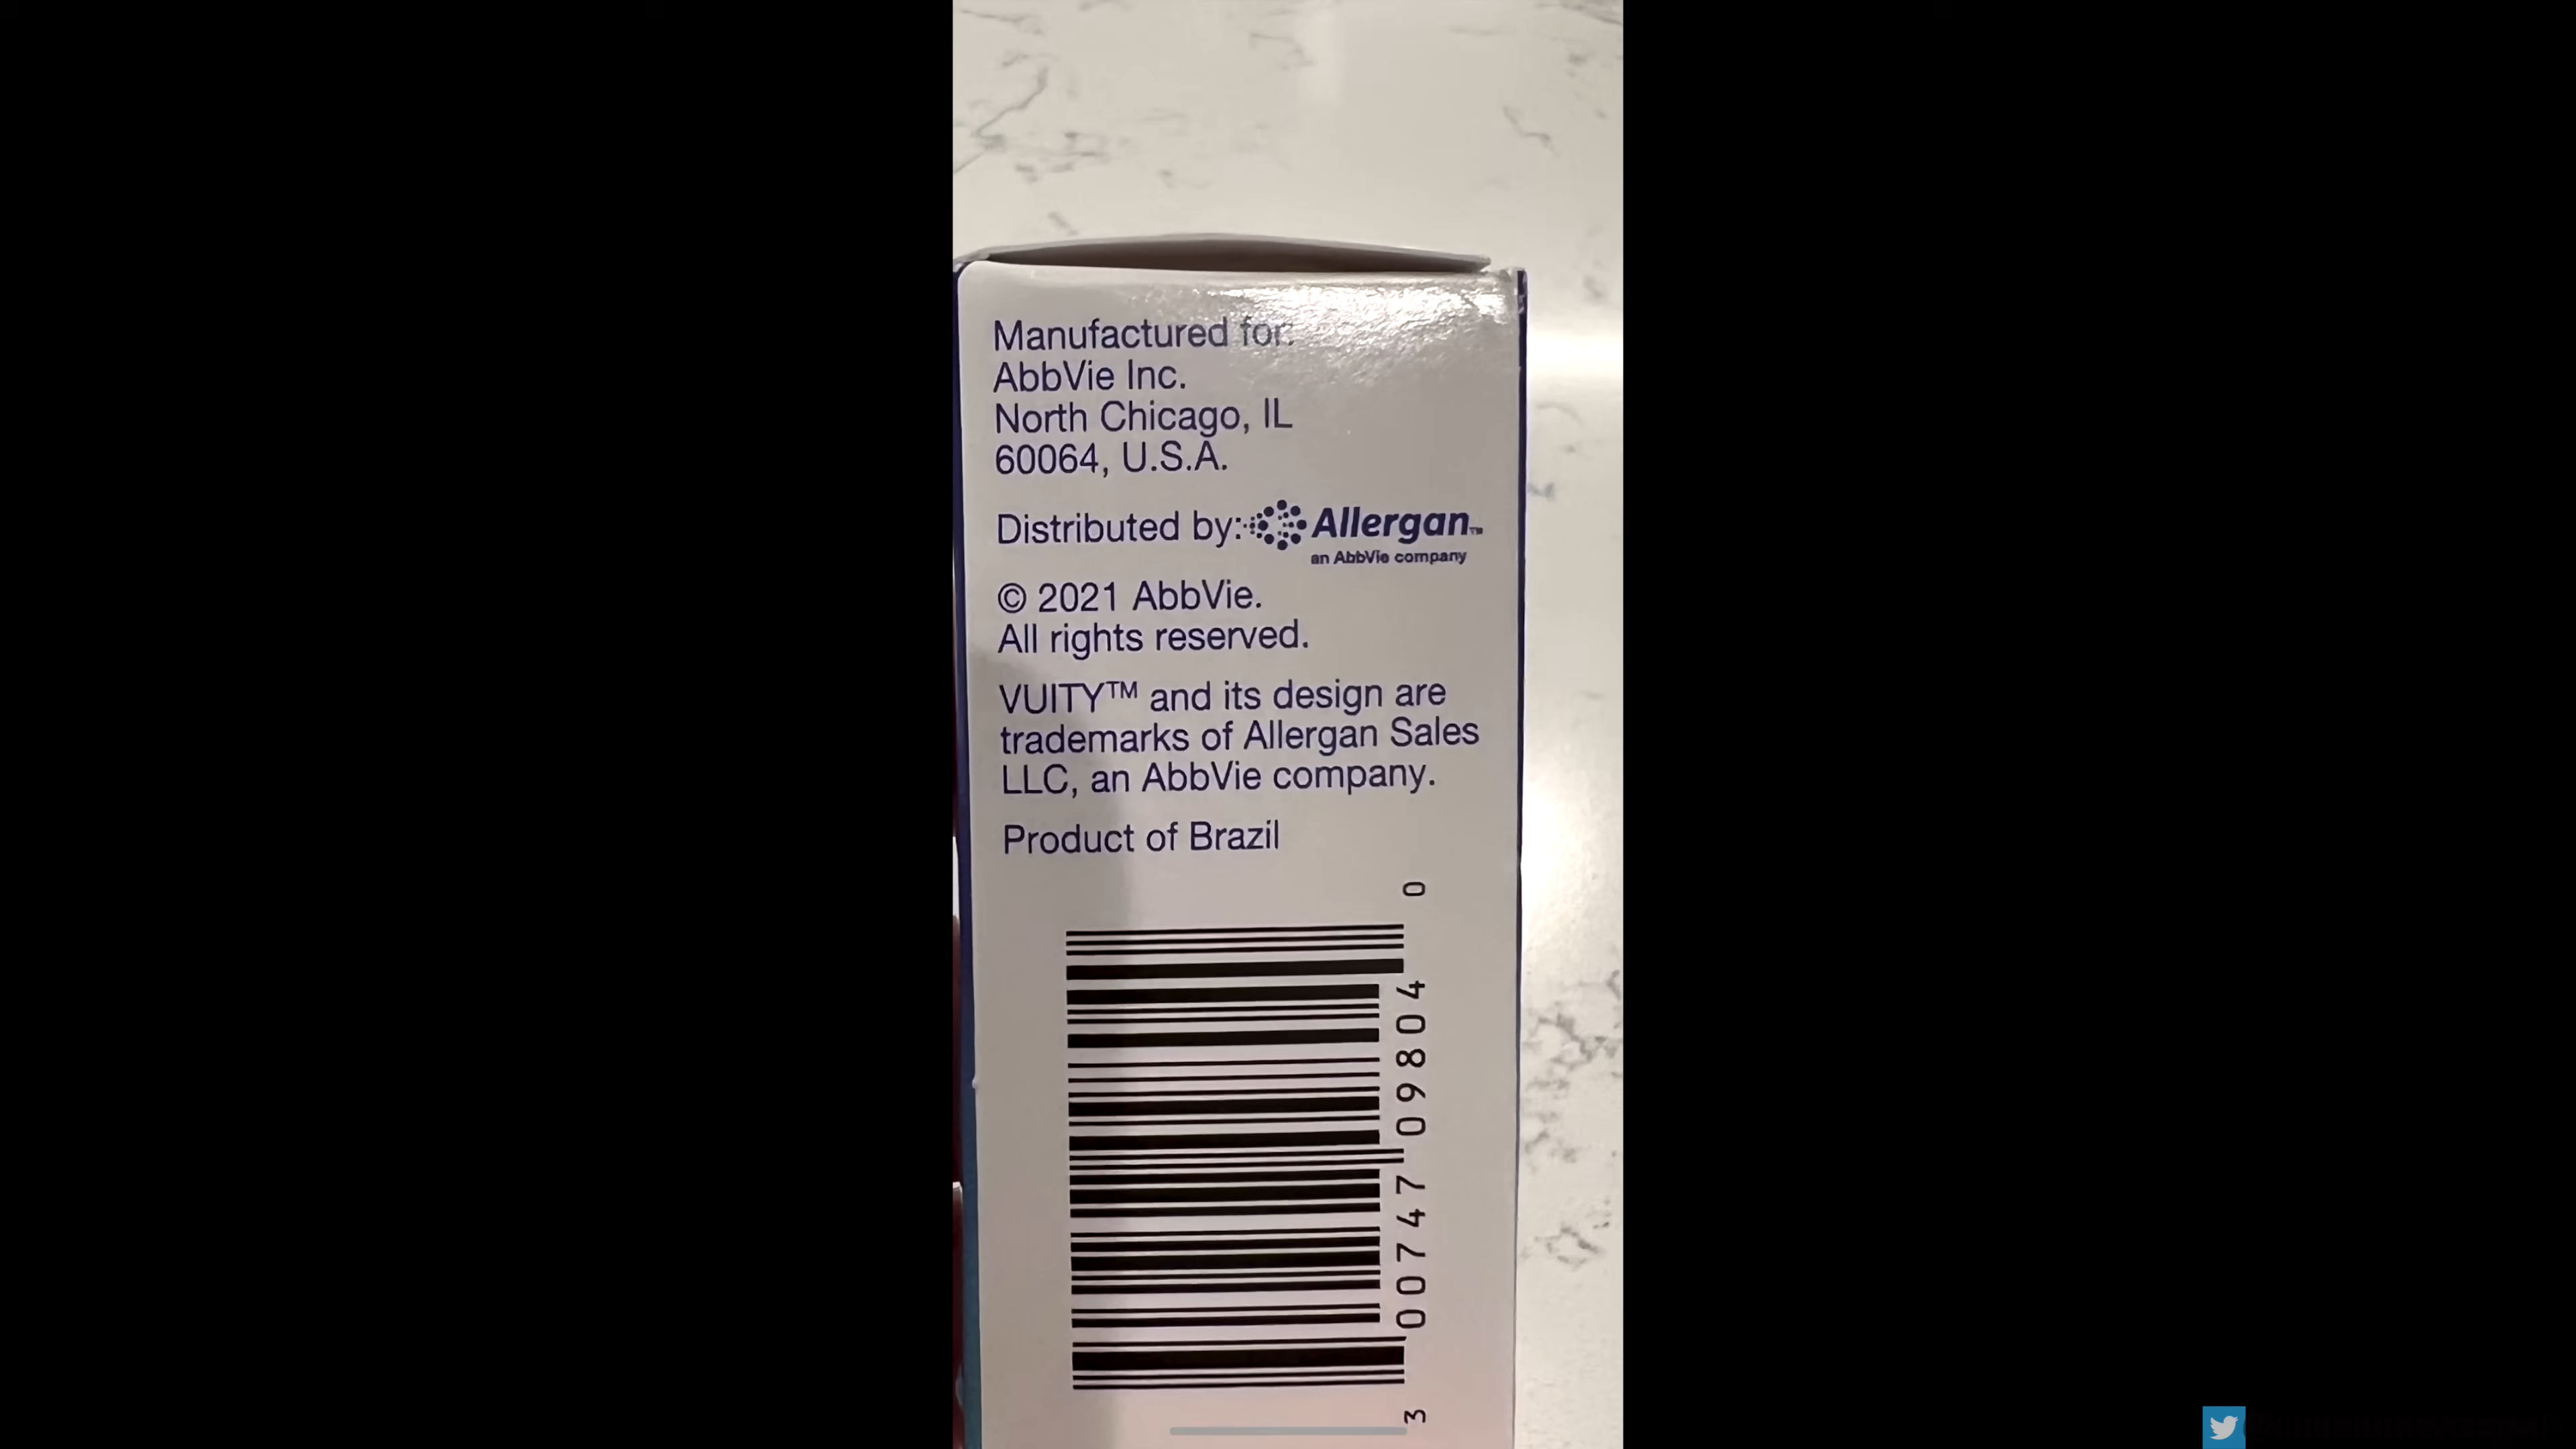 Manufactured for:
AbbVie Inc.
North Chicago, IL
60064, U.S.A.
Distributed by: Allergan™
an AbbVie company
© 2021 AbbVie.
All rights reserved.
VUITY™ and its design are
trademarks of Allergan Sales
LLC, an AbbVie company.
Product of Brazil
3 00747 09804 0